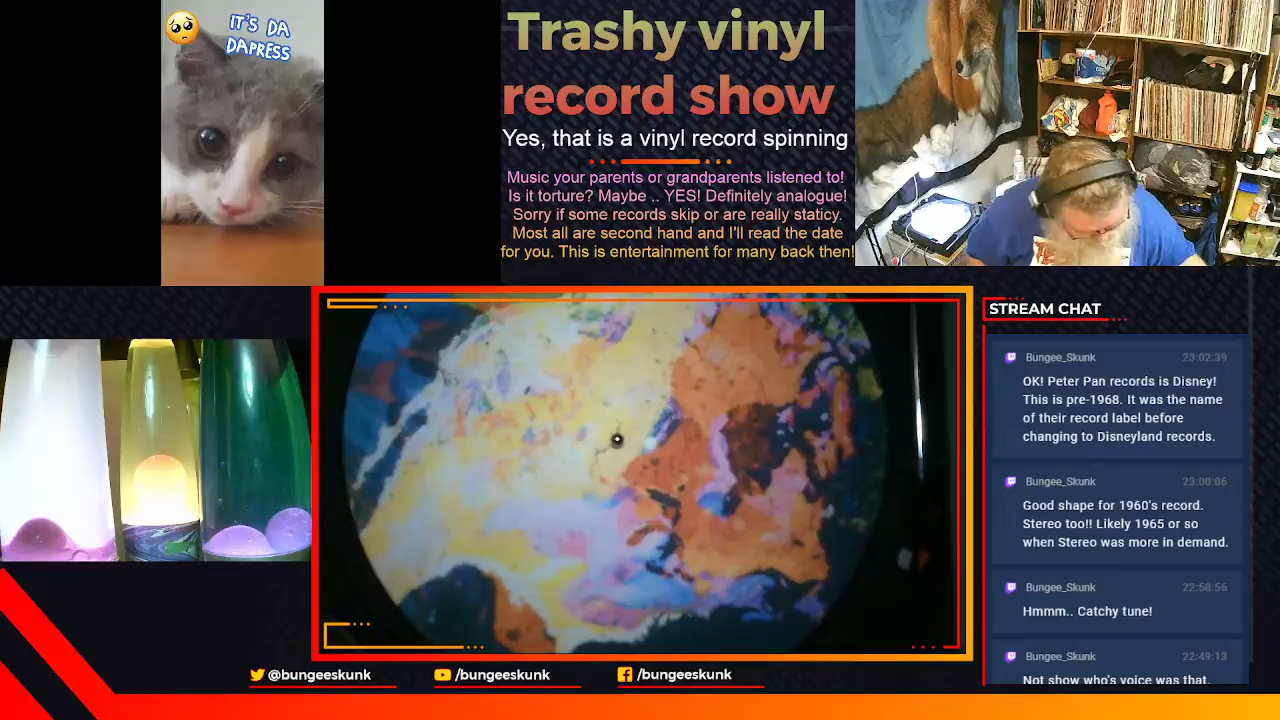 IT'S DA
DAPRESS
Trashy vinyl
record show
Yes, that is a vinyl record spinning
Music your parents or grandparents listened to!
Is it torture? Maybe .. YES! Definitely analogue!
Sorry if some records skip or are really staticy.
Most all are second hand and I'll read the date
for you. This is entertainment for many back then!
STREAM CHAT
Bungee_Skunk 23:02:39
OK! Peter Pan records is Disney!
This is pre-1968. It was the name
of their record label before
changing to Disneyland records.
Bungee_Skunk 23:00:06
Good shape for 1960's record.
Stereo too!! Likely 1965 or so
when Stereo was more in demand.
Bungee_Skunk 22:58:56
Hmmm.. Catchy tune!
Bungee_Skunk 22:49:13
Not show who's voice was that.
@bungeeskunk
/bungeeskunk
/bungeeskunk